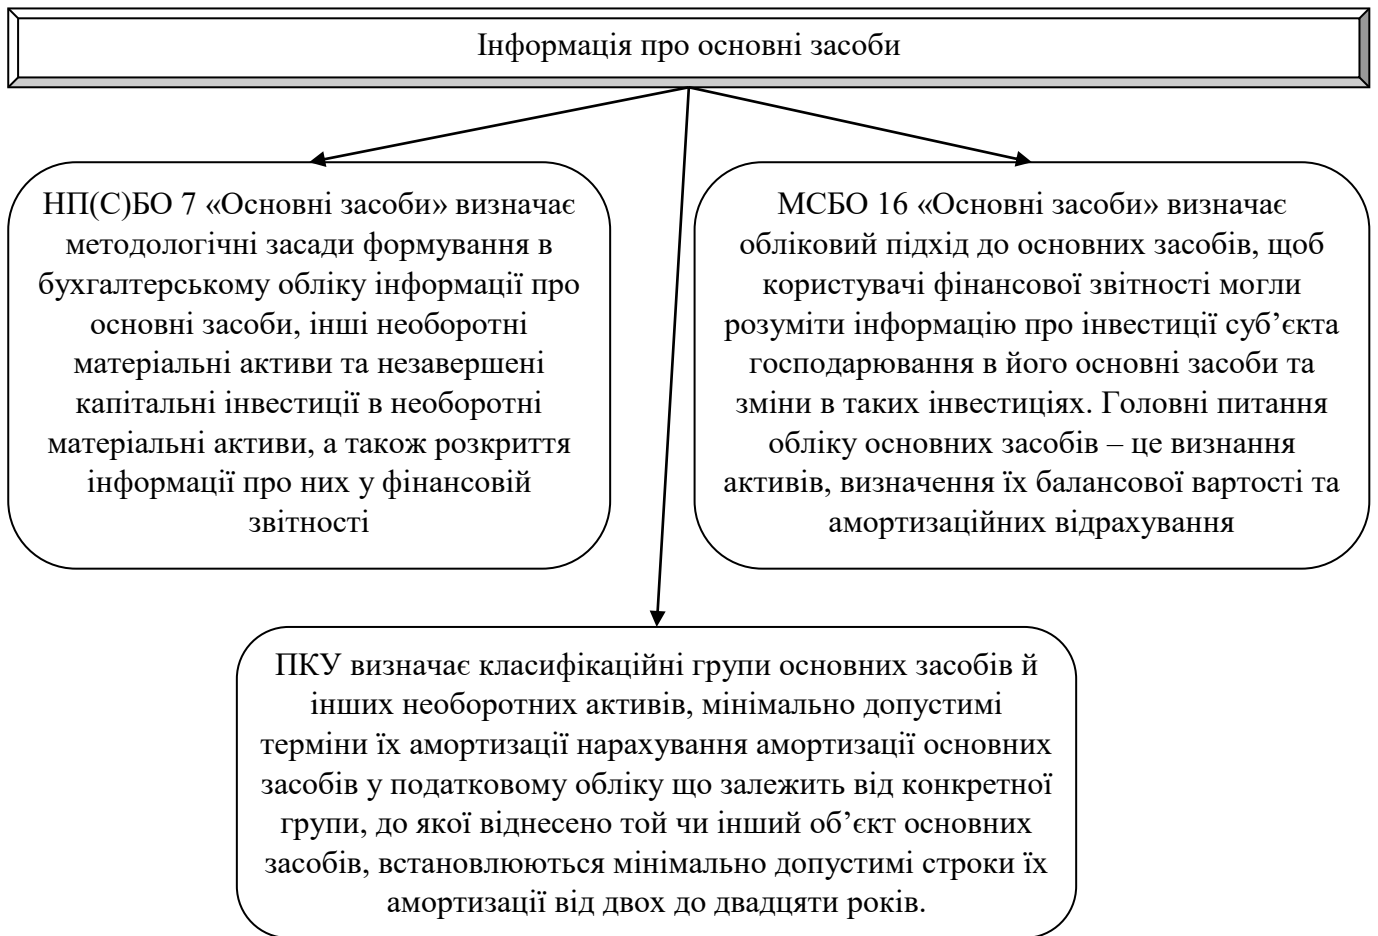 Інформація про основні засоби
НП(С)БО 7 «Основні засоби» визначає
методологічні засади формування в
бухгалтерському обліку інформації про
основні засоби, інші необоротні
матеріальні активи та незавершені
капітальні інвестиції в необоротні
матеріальні активи, а також розкриття
інформації про них у фінансовій
звітності
МСБО 16 «Основні засоби» визначає
обліковий підхід до основних засобів, щоб
користувачі фінансової звітності могли
розуміти інформацію про інвестиції суб’єкта
господарювання в його основні засоби та
зміни в таких інвестиціях. Головні питання
обліку основних засобів – це визнання
активів, визначення їх балансової вартості та
амортизаційних відрахування
ПКУ визначає класифікаційні групи основних засобів й
інших необоротних активів, мінімально допустимі
терміни їх амортизації нарахування амортизації основних
засобів у податковому обліку що залежить від конкретної
групи, до якої віднесено той чи інший об’єкт основних
засобів, встановлюються мінімально допустимі строки їх
амортизації від двох до двадцяти років.